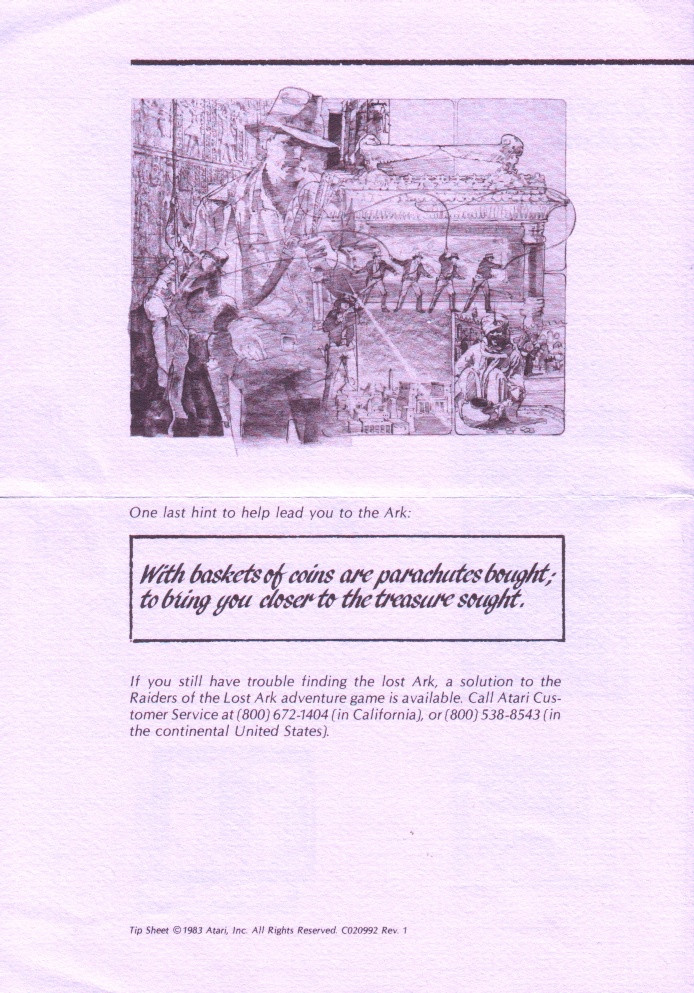 One last hint to help lead you to the Ark:
With baskets of coins are parachutes bought;
to bring you closer to the treasure sought.
If you still have trouble finding the lost Ark, a solution to the
Raiders of the Lost Ark adventure game is available. Call Atari Cus-
tomer Service at (800) 672-1404 (in California), or (800) 538-8543 (in
the continental United States).
Tip Sheet ©1983 Atari, Inc. All Rights Reserved. C020992 Rev. 1